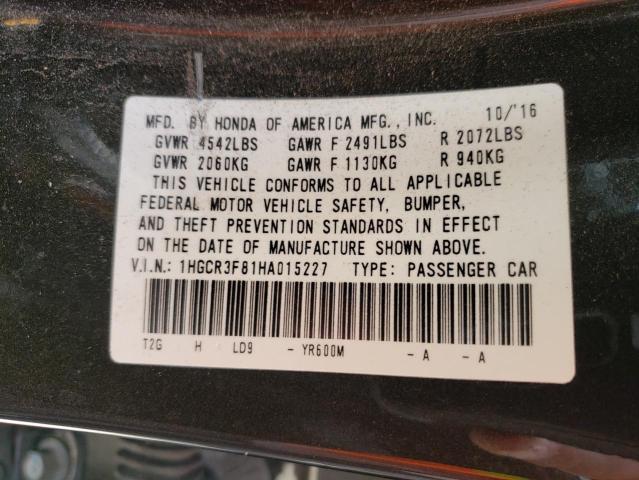 MFD. BY HONDA OF AMERICA MFG., INC. 10/'16
GVWR 4542LBS GAWR F 2491LBS R 2072LBS
GVWR 2060KG GAWR F 1130KG R 940KG
THIS VEHICLE CONFORMS TO ALL APPLICABLE
FEDERAL MOTOR VEHICLE SAFETY, BUMPER,
AND THEFT PREVENTION STANDARDS IN EFFECT
ON THE DATE OF MANUFACTURE SHOWN ABOVE.
V.I.N.: 1HGCR3F81HA015227 TYPE: PASSENGER CAR
T2G H LD9 - YR600M - A - A